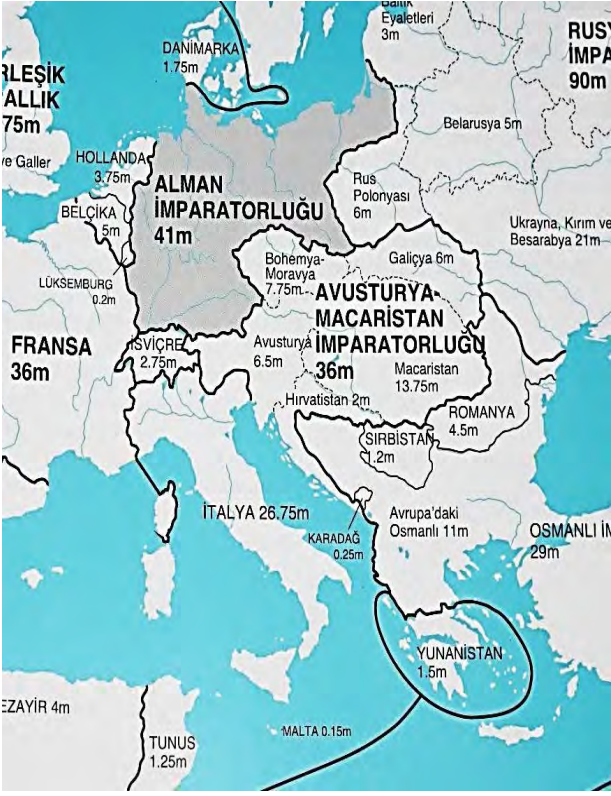 Baltık
Eyaletleri
3m
RUSY
İMPA
90m
DANİMARKA
1.75m
RLEŞİK
ALLIK
75m
Belarusya 5m
ve Galler
HOLLANDA
3.75m
ALMAN
İMPARATORLUĞU
41m
Rus
Polonyası
6m
BELÇİKA
5m
Ukrayna, Kırım ve
Besarabya 21m
LÜKSEMBURG
0.2m
Bohemya-
Moravya
7.75m
Galiçya 6m
AVUSTURYA-
MACARİSTAN
İMPARATORLUĞU
36m
FRANSA
36m
İSVİÇRE
2.75m
Avusturya
6.5m
Macaristan
13.75m
Hırvatistan 2m
ROMANYA
4.5m
SIRBİSTAN
1.2m
İTALYA 26.75m
KARADAĞ
0.25m
Avrupa'daki
Osmanlı 11m
OSMANLI İM
29m
YUNANİSTAN
1.5m
EZAYİR 4m
MALTA 0.15m
TUNUS
1.25m